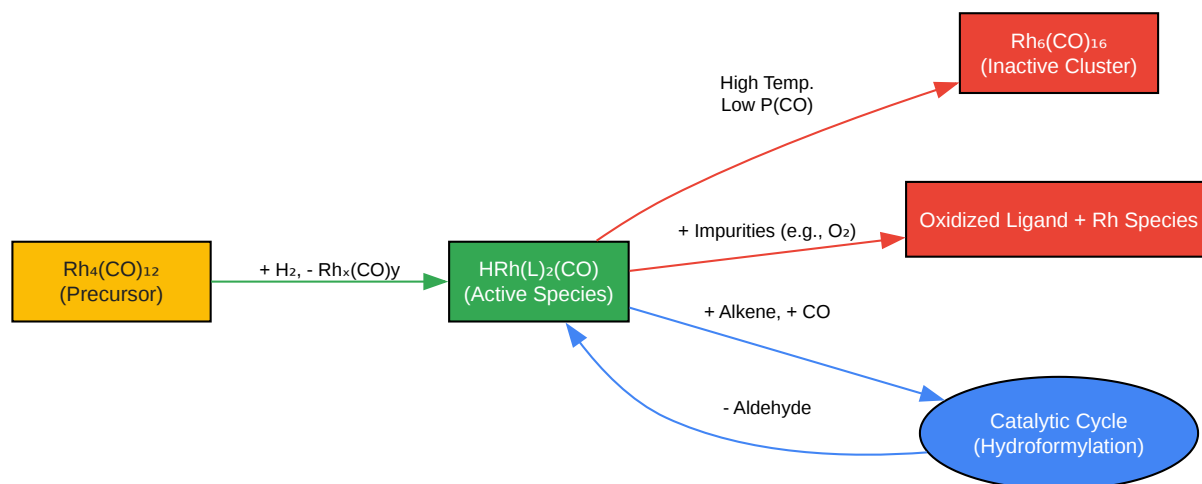 Rh₆(CO)₁₆
(Inactive Cluster)
High Temp.
Low P(CO)
Oxidized Ligand + Rh Species
+ Impurities (e.g., O₂)
Rh₄(CO)₁₂
(Precursor)
+ H₂, - Rhₓ(CO)y
HRh(L)₂(CO)
(Active Species)
+ Alkene, + CO
- Aldehyde
Catalytic Cycle
(Hydroformylation)